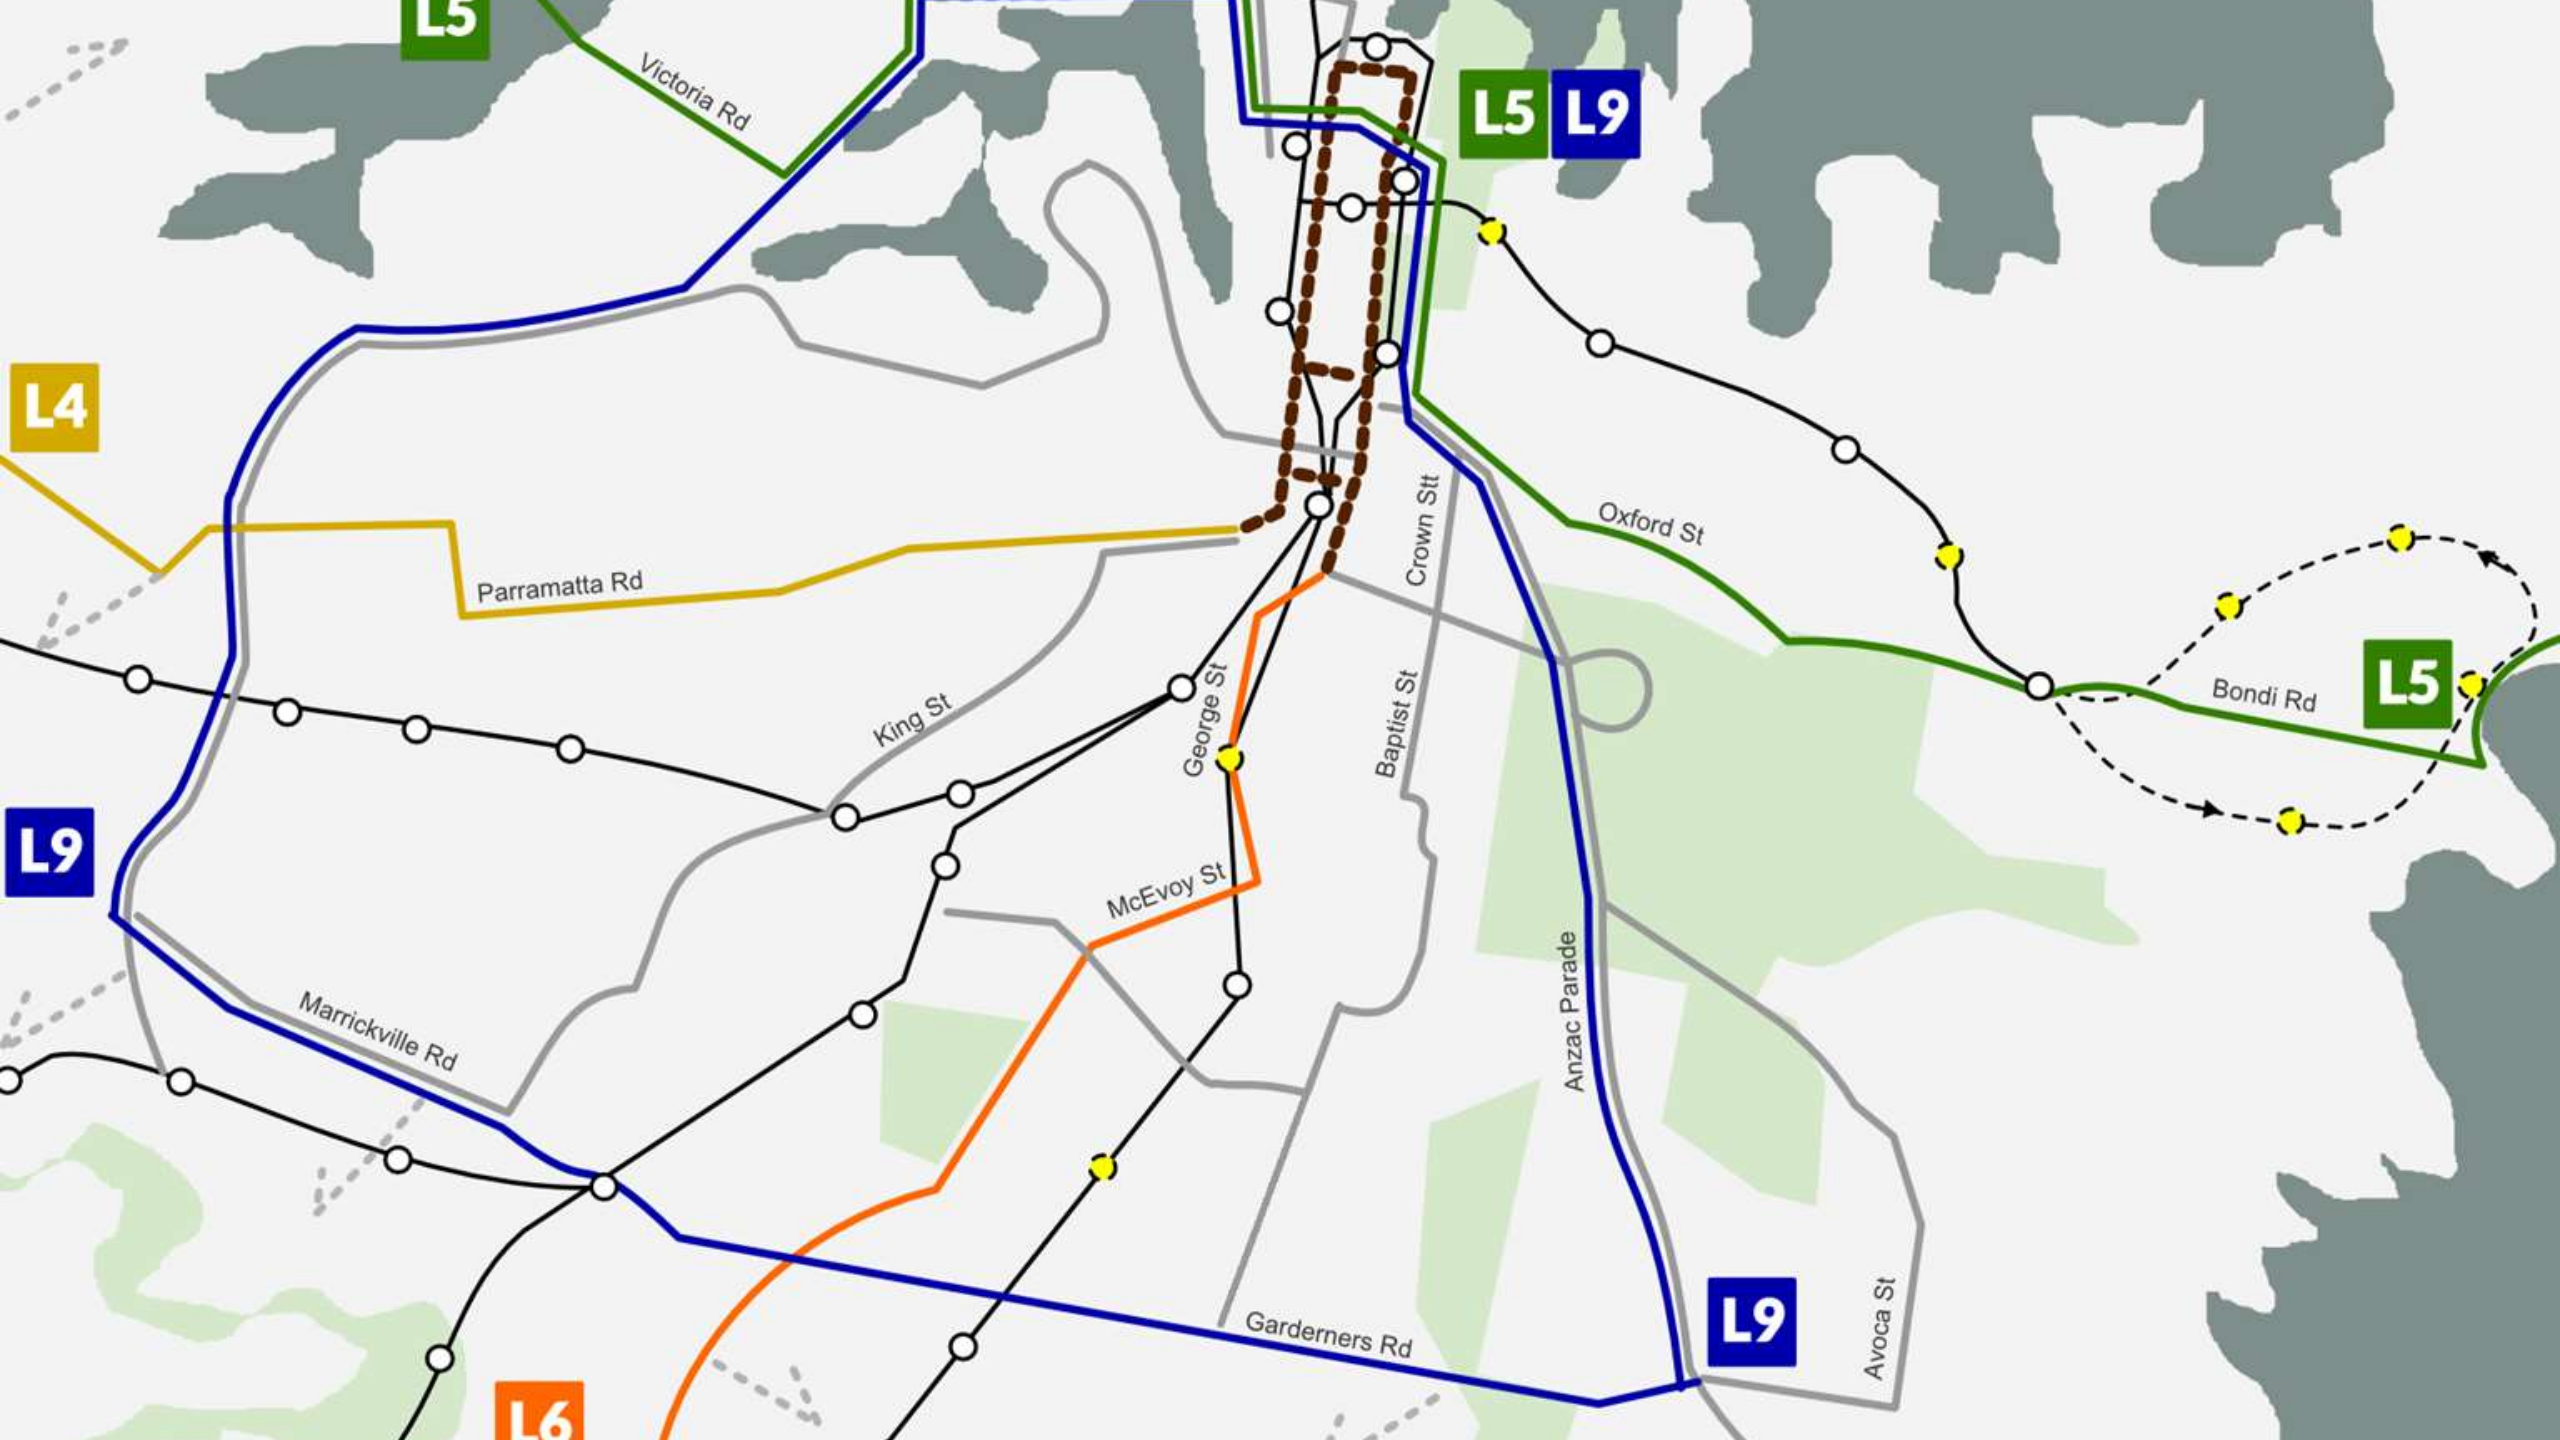 L5
Victoria Rd
L5 L9
L4
Parramatta Rd
Crown Stt
Oxford St
King St
George St
Baptist St
Bondi Rd
L5
L9
McEvoy St
Marrickville Rd
Anzac Parade
Garderners Rd
L9
Avoca St
L6